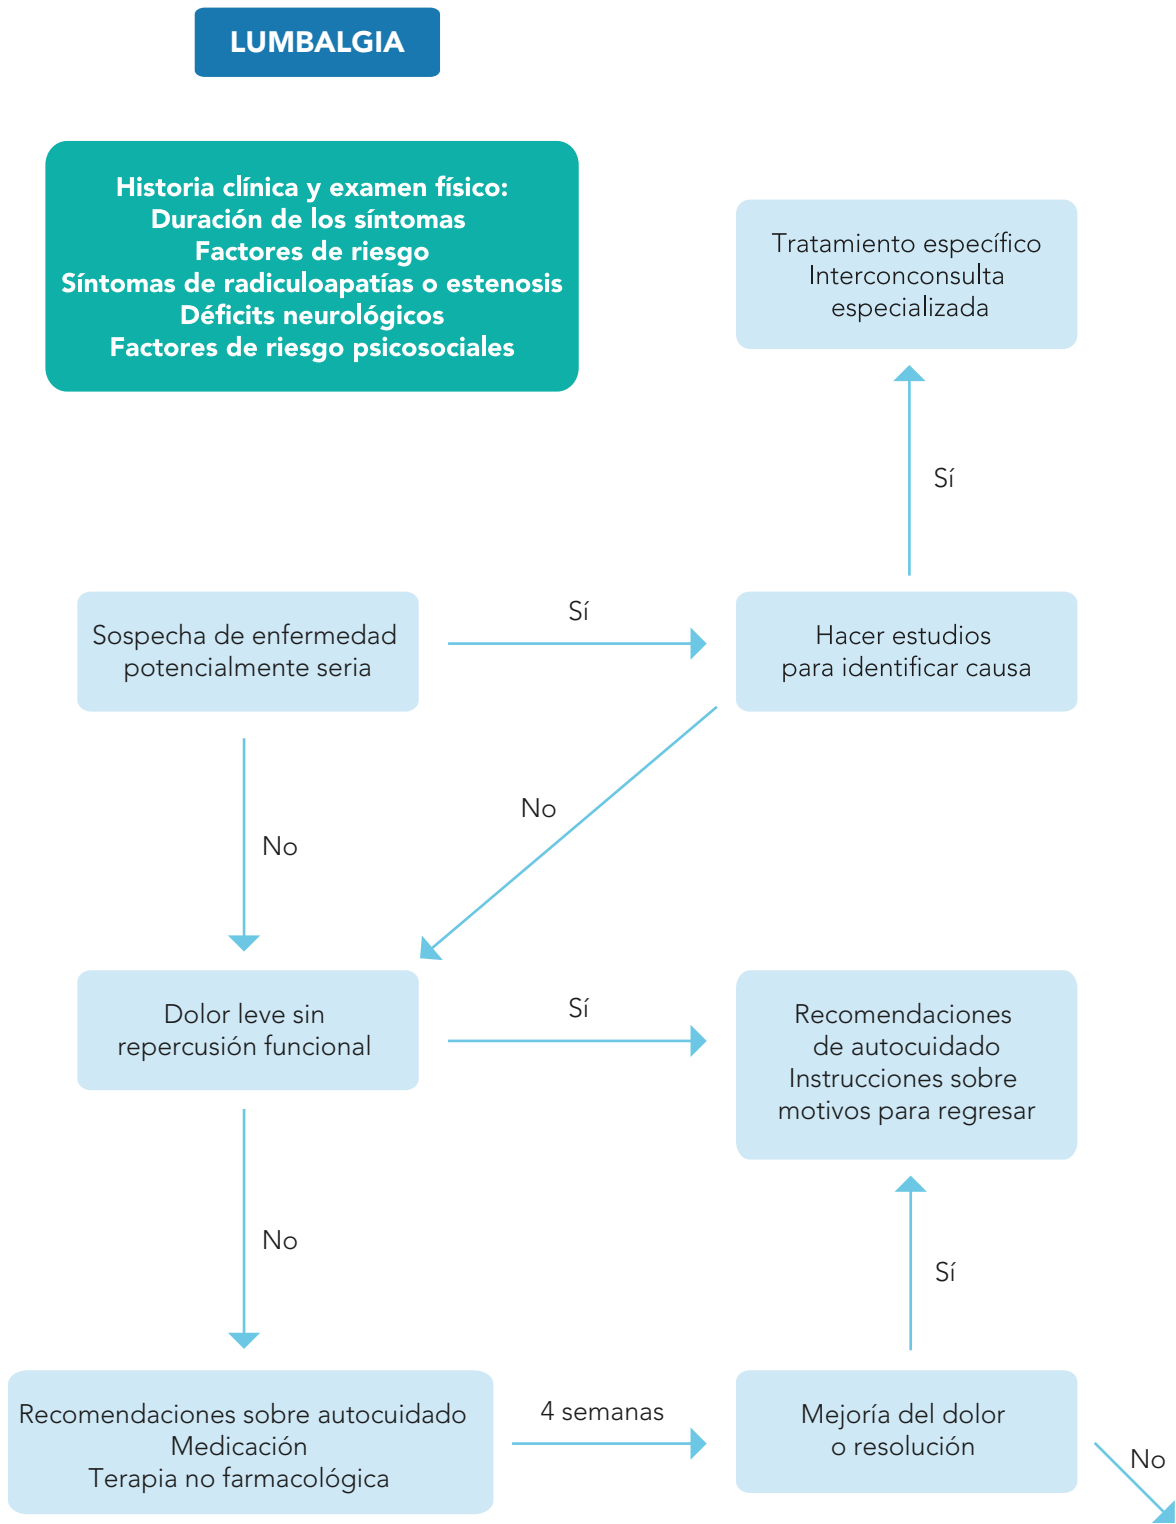 LUMBALGIA
Historia clínica y examen físico:
Duración de los síntomas
Factores de riesgo
Síntomas de radiculoapatías o estenosis
Déficits neurológicos
Factores de riesgo psicosociales
Tratamiento específico
Interconconsulta
especializada
Sí
Sospecha de enfermedad
potencialmente seria
Sí
Hacer estudios
para identificar causa
No
No
Dolor leve sin
repercusión funcional
Sí
Recomendaciones
de autocuidado
Instrucciones sobre
motivos para regresar
No
Sí
Recomendaciones sobre autocuidado
Medicación
Terapia no farmacológica
4 semanas
Mejoría del dolor
o resolución
No